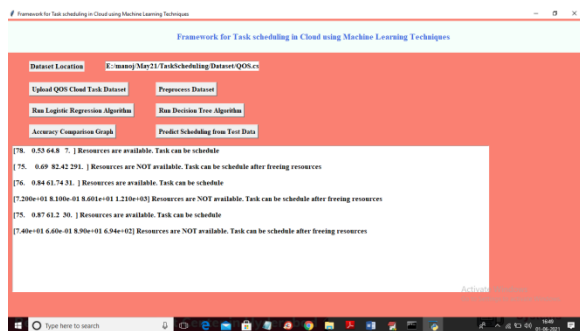 Framework for Task scheduling in Cloud using Machine Learning Techniques
Framework for Task scheduling in Cloud using Machine Learning Techniques
Dataset Location E:/manoj/May21/TaskScheduling/Dataset/QOS.cs
Upload QOS Cloud Task Dataset Preprocess Dataset
Run Logistic Regression Algorithm Run Decision Tree Algorithm
Accuracy Comparison Graph Predict Scheduling from Test Data
[78. 0.53 64.8 7. ] Resources are available. Task can be schedule
[ 75. 0.69 82.42 291. ] Resources are NOT available. Task can be schedule after freeing resources
[76. 0.84 61.74 31. ] Resources are available. Task can be schedule
[7.200e+01 8.100e-01 8.601e+01 1.210e+03] Resources are NOT available. Task can be schedule after freeing resources
[75. 0.87 61.2 30. ] Resources are available. Task can be schedule
[7.40e+01 6.60e-01 8.90e+01 6.94e+02] Resources are NOT available. Task can be schedule after freeing resources
Type here to search
16:49
01-06-2021